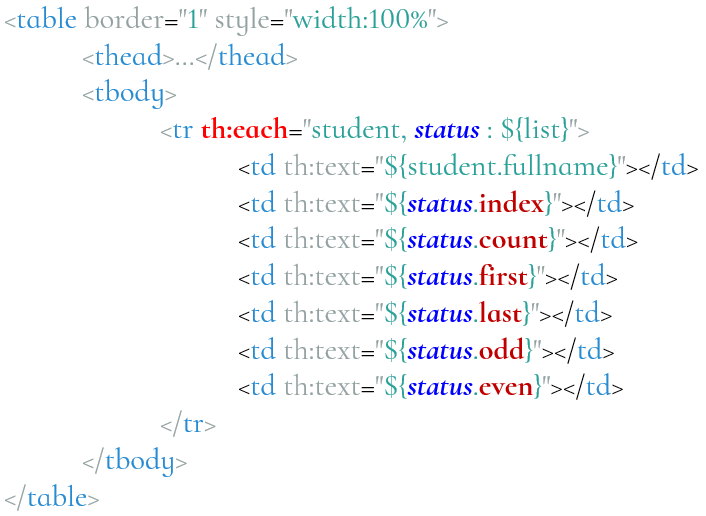 <table border="1" style="width:100%">
<thead>...</thead>
<tbody>
<tr th:each="student, status : ${list}">
<td th:text="${student.fullname}"></td>
<td th:text="${status.index}"></td>
<td th:text="${status.count}"></td>
<td th:text="${status.first}"></td>
<td th:text="${status.last}"></td>
<td th:text="${status.odd}"></td>
<td th:text="${status.even}"></td>
</tr>
</tbody>
</table>